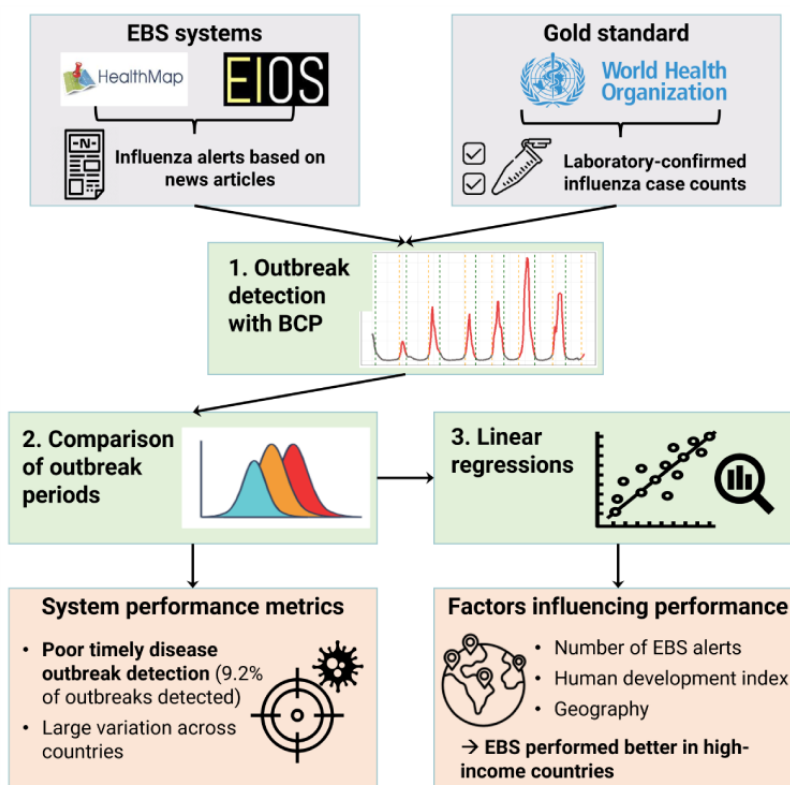 EBS systems
HealthMap
EIOS
-N-
Influenza alerts based on
news articles
Gold standard
World Health
Organization
Laboratory-confirmed
influenza case counts
1. Outbreak
detection
with BCP
2. Comparison
of outbreak
periods
3. Linear
regressions
System performance metrics
• Poor timely disease
outbreak detection (9.2%
of outbreaks detected)
• Large variation across
countries
Factors influencing performance
• Number of EBS alerts
• Human development index
• Geography
→ EBS performed better in high-
income countries